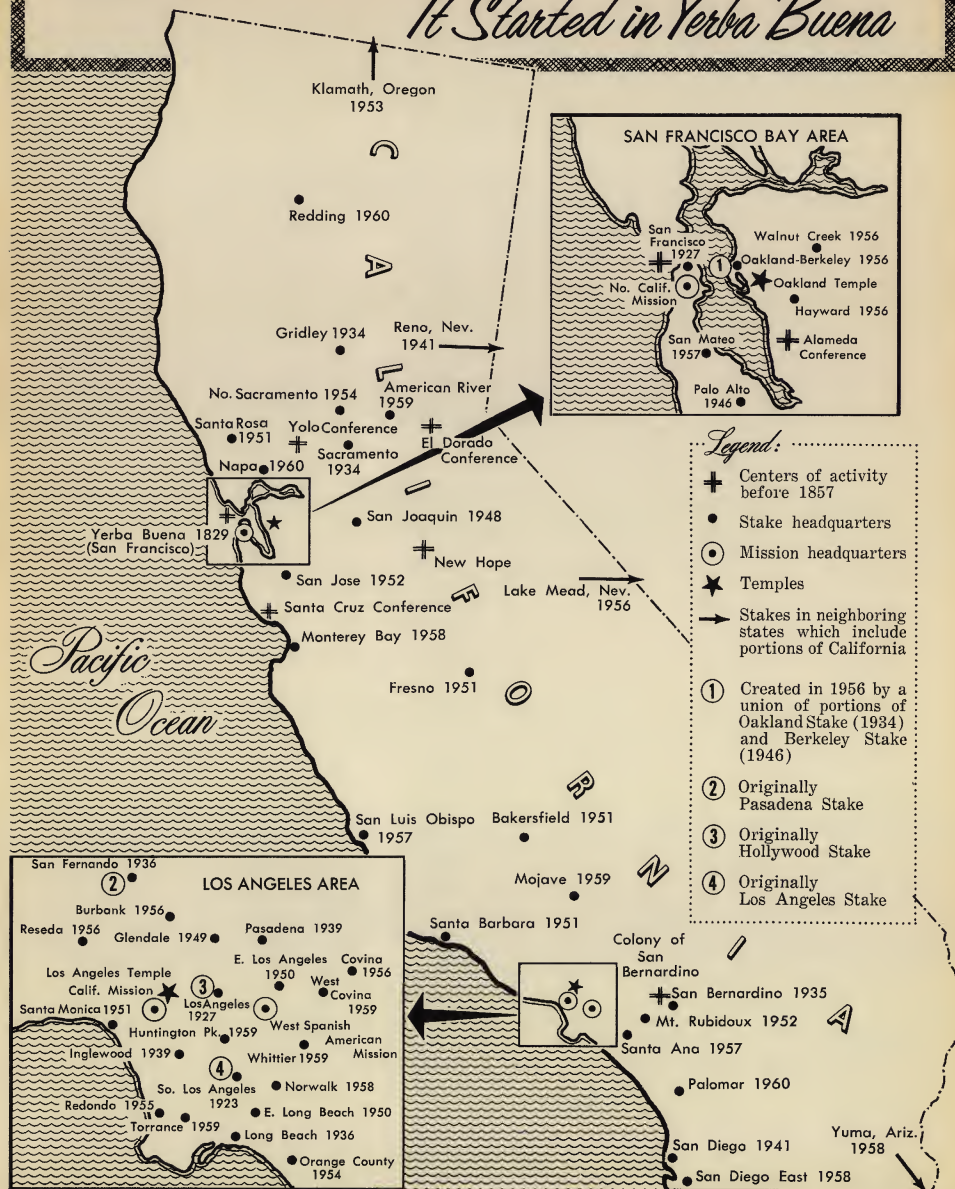 It Started in Yerba Buena
Klamath, Oregon
1953
C
A
L
I
F
O
R
N
I
A
Redding 1960
Gridley 1934
Reno, Nev.
1941
No. Sacramento 1954
American River
1959
Santa Rosa
1951
Yolo Conference
Sacramento
1934
El Dorado
Conference
Napa 1960
Yerba Buena 1829
(San Francisco)
San Joaquin 1948
New Hope
San Jose 1952
Santa Cruz Conference
Lake Mead, Nev.
1956
Monterey Bay 1958
Fresno 1951
Pacific
Ocean
San Luis Obispo
1957
Bakersfield 1951
Mojave 1959
Santa Barbara 1951
Colony of
San
Bernardino
San Bernardino 1935
Mt. Rubidoux 1952
Santa Ana 1957
Palomar 1960
San Diego 1941
San Diego East 1958
Yuma, Ariz.
1958
SAN FRANCISCO BAY AREA
San
Francisco
1927
No. Calif.
Mission
1
Walnut Creek 1956
Oakland-Berkeley 1956
Oakland Temple
Hayward 1956
San Mateo
1957
Alameda
Conference
Palo Alto
1946
Legend:
Centers of activity
before 1857
Stake headquarters
Mission headquarters
Temples
Stakes in neighboring
states which include
portions of California
1 Created in 1956 by a
union of portions of
Oakland Stake (1934)
and Berkeley Stake
(1946)
2 Originally
Pasadena Stake
3 Originally
Hollywood Stake
4 Originally
Los Angeles Stake
LOS ANGELES AREA
San Fernando 1936
2
Burbank 1956
Reseda 1956
Glendale 1949
Pasadena 1939
E. Los Angeles
1950
Covina
1956
West
Covina
1959
Los Angeles Temple
Calif. Mission
3
Los Angeles
1927
Santa Monica 1951
Huntington Pk. 1959
West Spanish
American
Mission
Inglewood 1939
Whittier 1959
4
So. Los Angeles
1923
Norwalk 1958
Redondo 1955
Torrance 1959
E. Long Beach 1950
Long Beach 1936
Orange County
1954